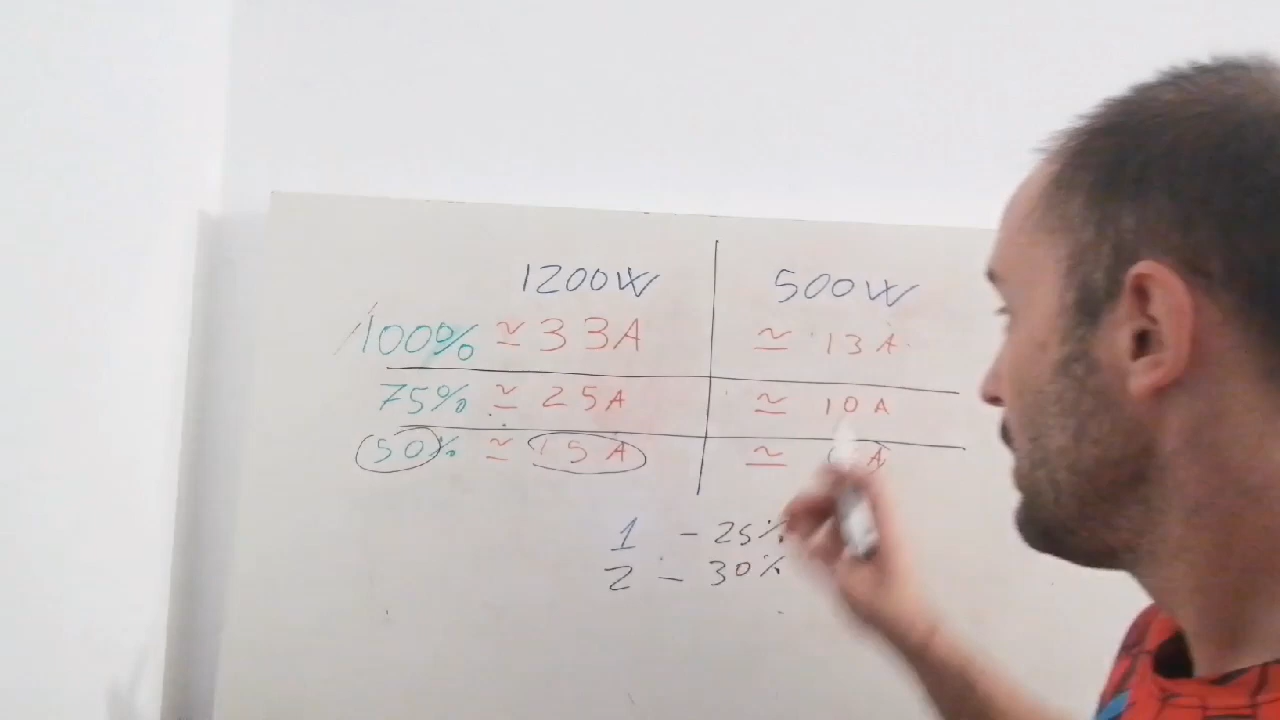 1200W 500W
100% ≃ 33A ≃ 13A
75% ≃ 25A ≃ 10A
50% ≃ 15A ≃ A
1 - 25%
2 - 30%